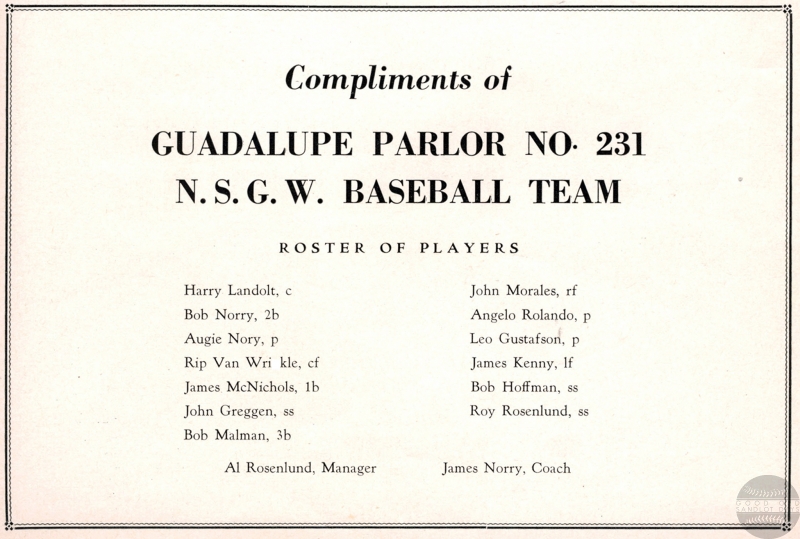 Compliments of
GUADALUPE PARLOR NO. 231
N. S. G. W. BASEBALL TEAM
ROSTER OF PLAYERS
Harry Landolt, c
Bob Norry, 2b
Augie Nory, p
Rip Van Wri kle, cf
James McNichols, 1b
John Greggen, ss
Bob Malman, 3b
John Morales, rf
Angelo Rolando, p
Leo Gustafson, p
James Kenny, lf
Bob Hoffman, ss
Roy Rosenlund, ss
Al Rosenlund, Manager
James Norry, Coach